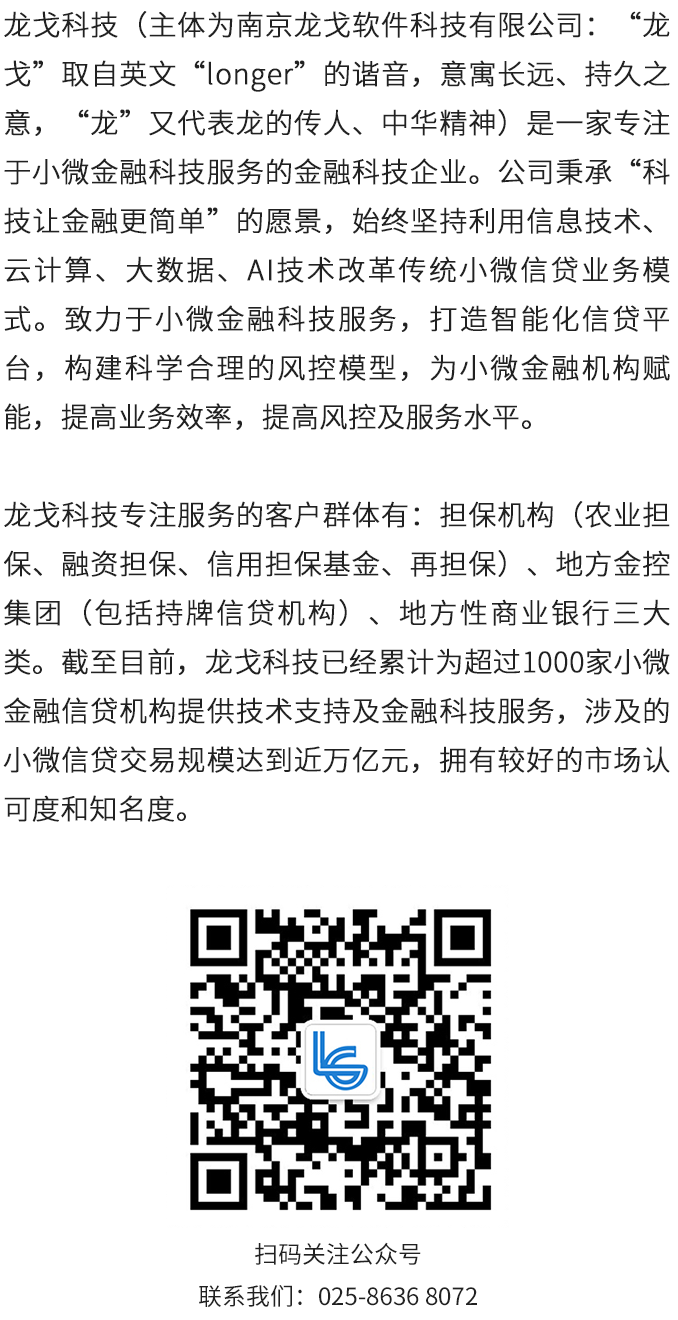 龙戈科技（主体为南京龙戈软件科技有限公司：“龙
戈”取自英文“longer”的谐音，意寓长远、持久之
意，“龙”又代表龙的传人、中华精神）是一家专注
于小微金融科技服务的金融科技企业。公司秉承“科
技让金融更简单”的愿景，始终坚持利用信息技术、
云计算、大数据、AI技术改革传统小微信贷业务模
式。致力于小微金融科技服务，打造智能化信贷平
台，构建科学合理的风控模型，为小微金融机构赋
能，提高业务效率，提高风控及服务水平。
龙戈科技专注服务的客户群体有：担保机构（农业担
保、融资担保、信用担保基金、再担保）、地方金控
集团（包括持牌信贷机构）、地方性商业银行三大
类。截至目前，龙戈科技已经累计为超过1000家小微
金融信贷机构提供技术支持及金融科技服务，涉及的
小微信贷交易规模达到近万亿元，拥有较好的市场认
可度和知名度。
扫码关注公众号
联系我们：025-8636 8072